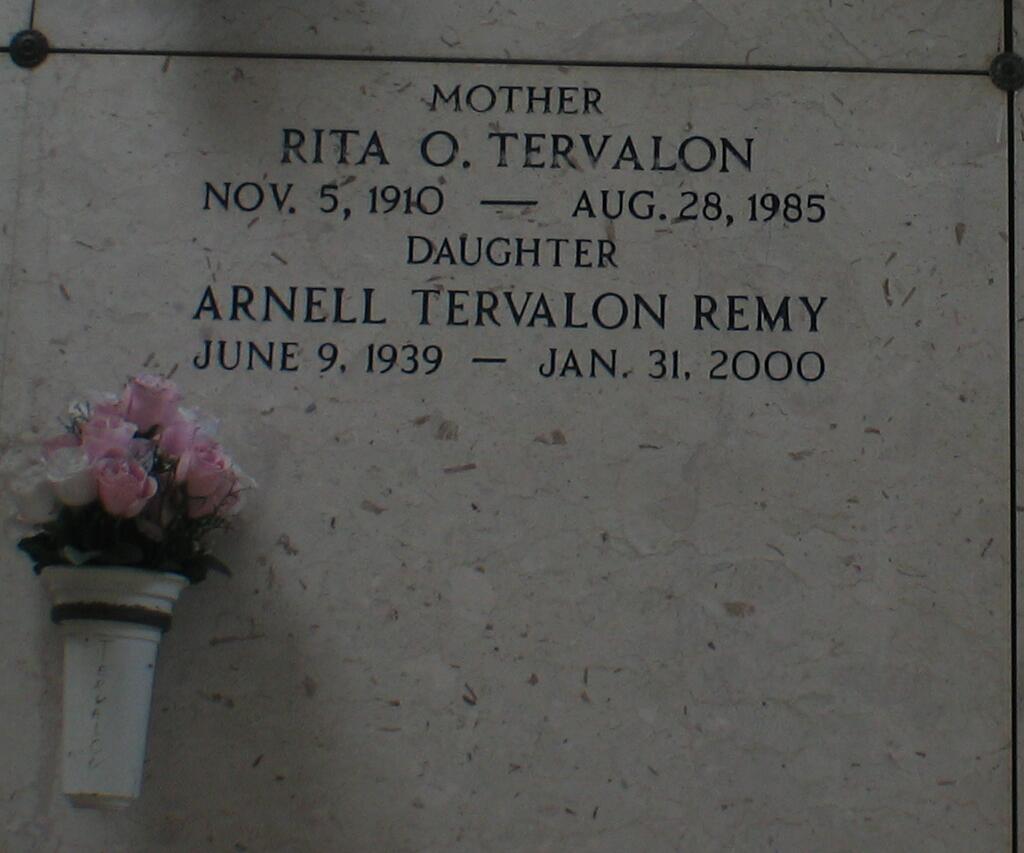 MOTHER
RITA O. TERVALON
NOV. 5, 1910 — AUG. 28, 1985
DAUGHTER
ARNELL TERVALON REMY
JUNE 9, 1939 — JAN. 31, 2000